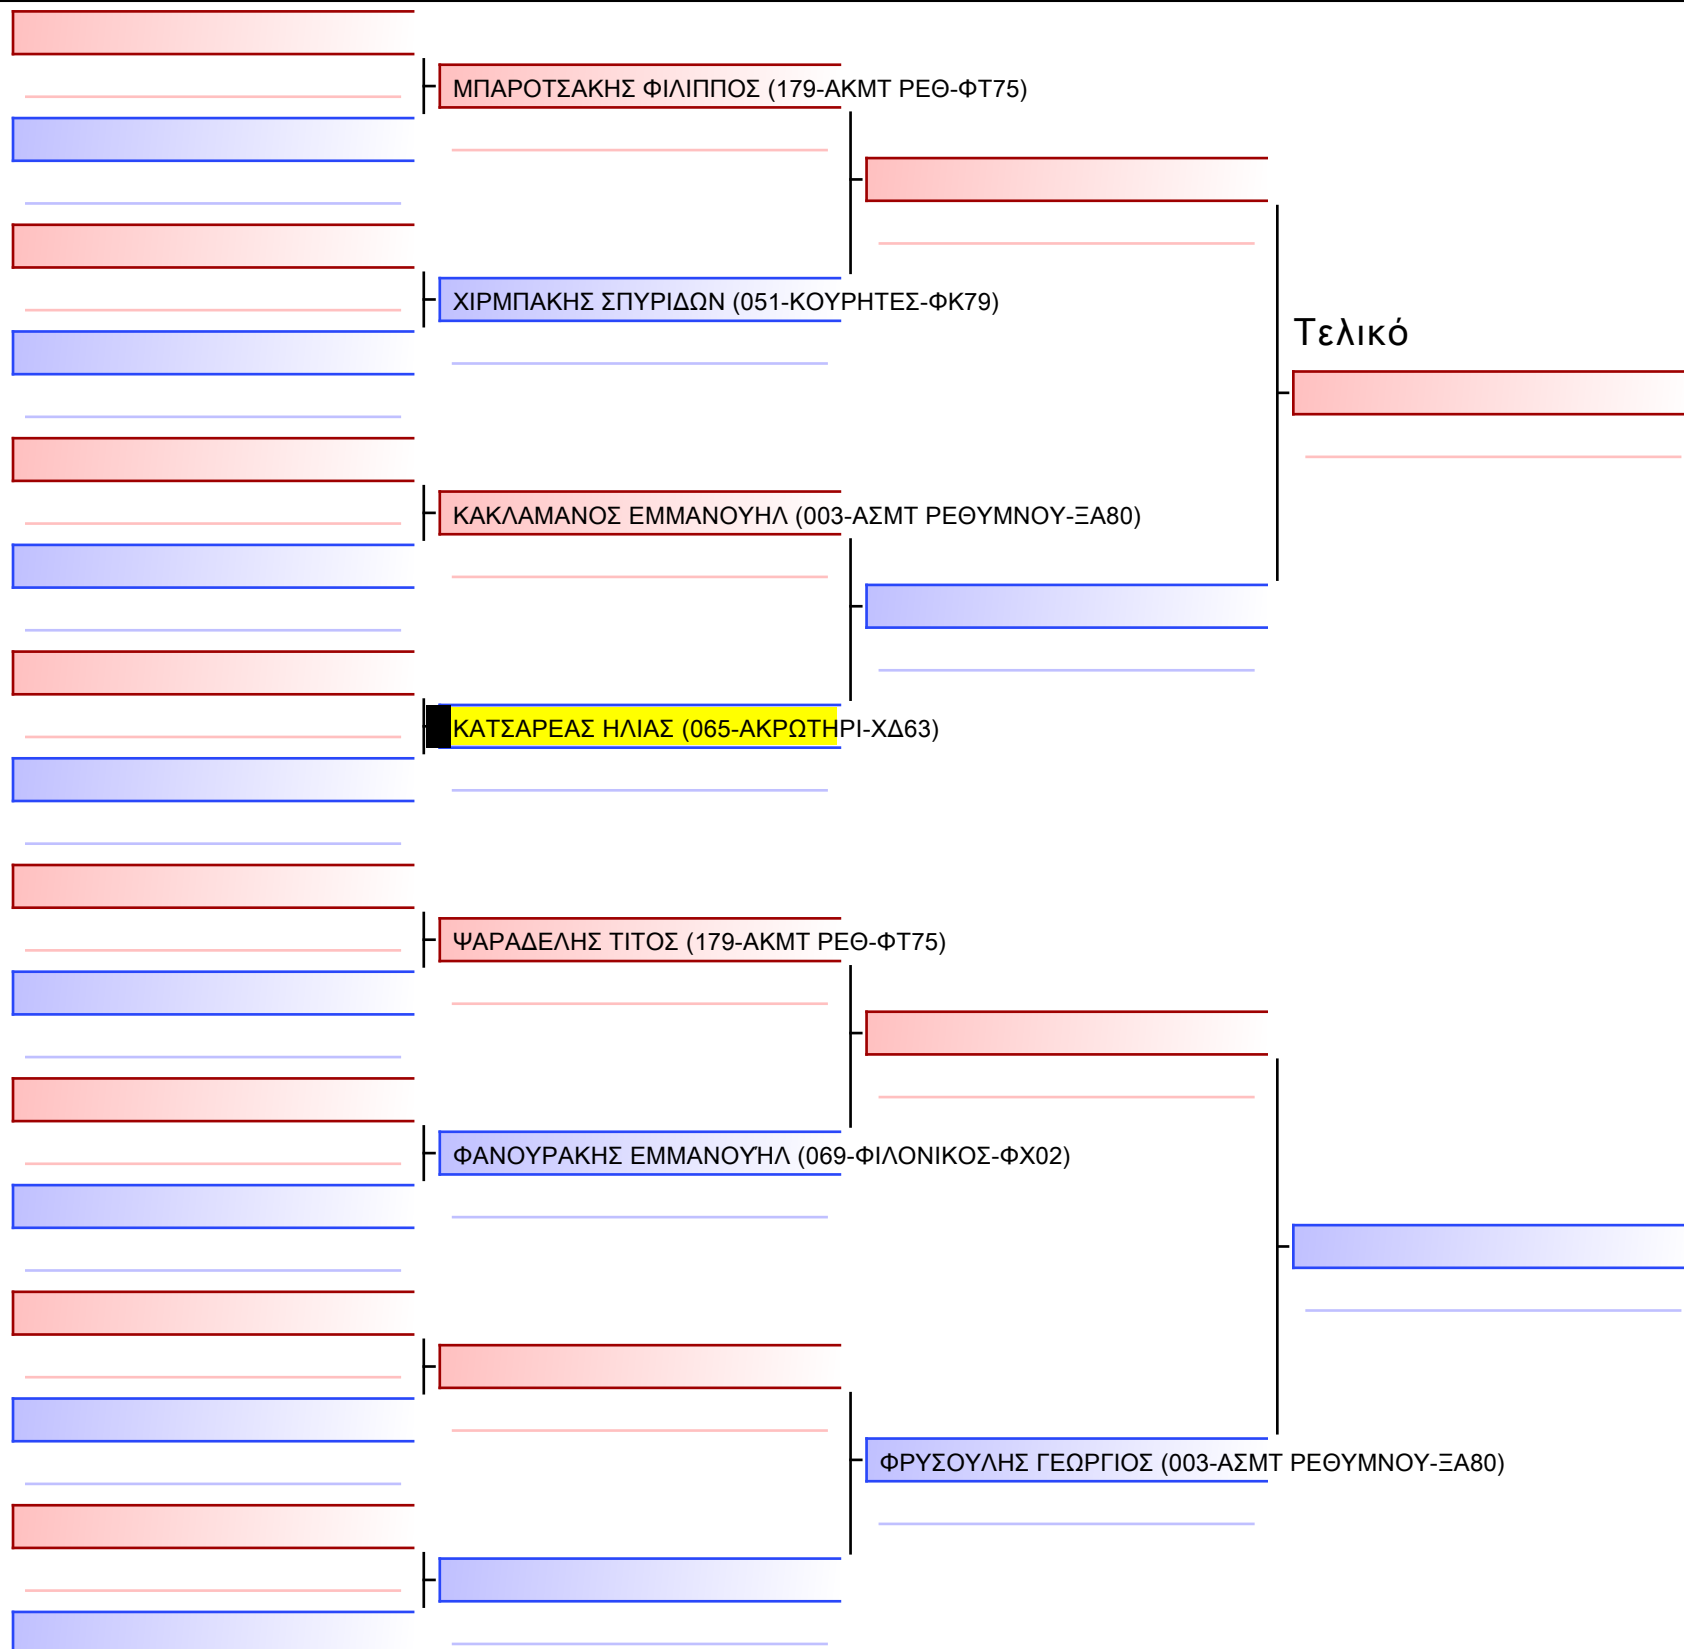 ΜΠΑΡΟΤΣΑΚΗΣ ΦΙΛΙΠΠΟΣ (179-ΑΚΜΤ ΡΕΘ-ΦΤ75)
ΧΙΡΜΠΑΚΗΣ ΣΠΥΡΙΔΩΝ (051-ΚΟΥΡΗΤΕΣ-ΦΚ79)
Τελικό
ΚΑΚΛΑΜΑΝΟΣ ΕΜΜΑΝΟΥΗΛ (003-ΑΣΜΤ ΡΕΘΥΜΝΟΥ-ΞΑ80)
ΚΑΤΣΑΡΕΑΣ ΗΛΙΑΣ (065-ΑΚΡΩΤΗΡΙ-ΧΔ63)
ΨΑΡΑΔΕΛΗΣ ΤΙΤΟΣ (179-ΑΚΜΤ ΡΕΘ-ΦΤ75)
ΦΑΝΟΥΡΑΚΗΣ ΕΜΜΑΝΟΥΉΛ (069-ΦΙΛΟΝΙΚΟΣ-ΦΧ02)
ΦΡΥΣΟΥΛΗΣ ΓΕΩΡΓΙΟΣ (003-ΑΣΜΤ ΡΕΘΥΜΝΟΥ-ΞΑ80)